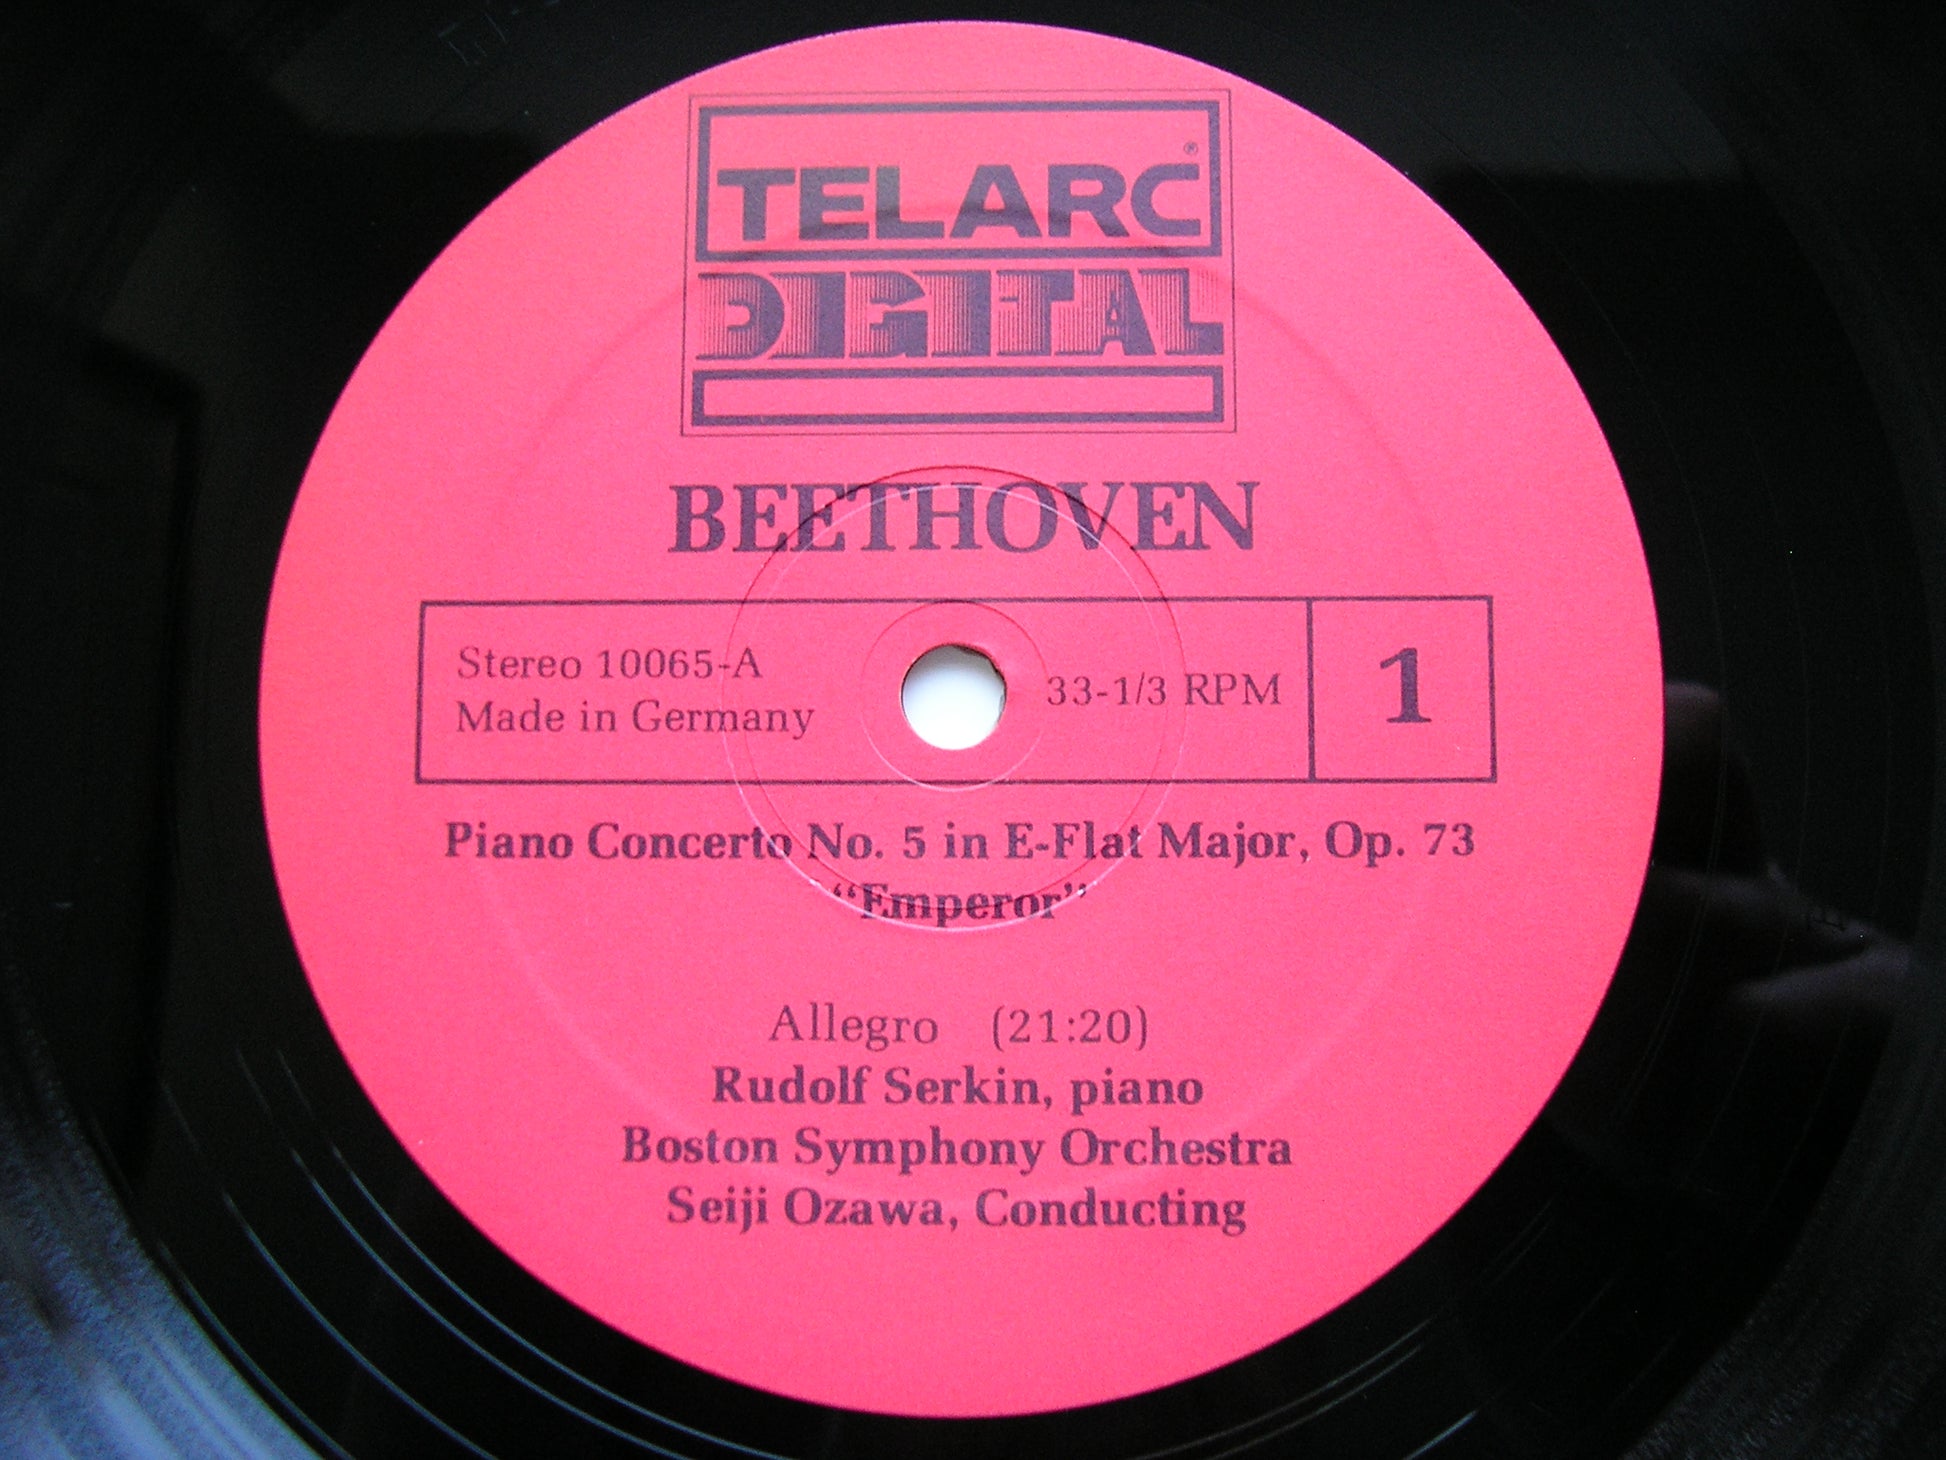 TELARC®
DIGITAL
BEETHOVEN
Stereo 10065-A
Made in Germany
33-1/3 RPM
1
Piano Concerto No. 5 in E-Flat Major, Op. 73
“Emperor”
Allegro (21:20)
Rudolf Serkin, piano
Boston Symphony Orchestra
Seiji Ozawa, Conducting